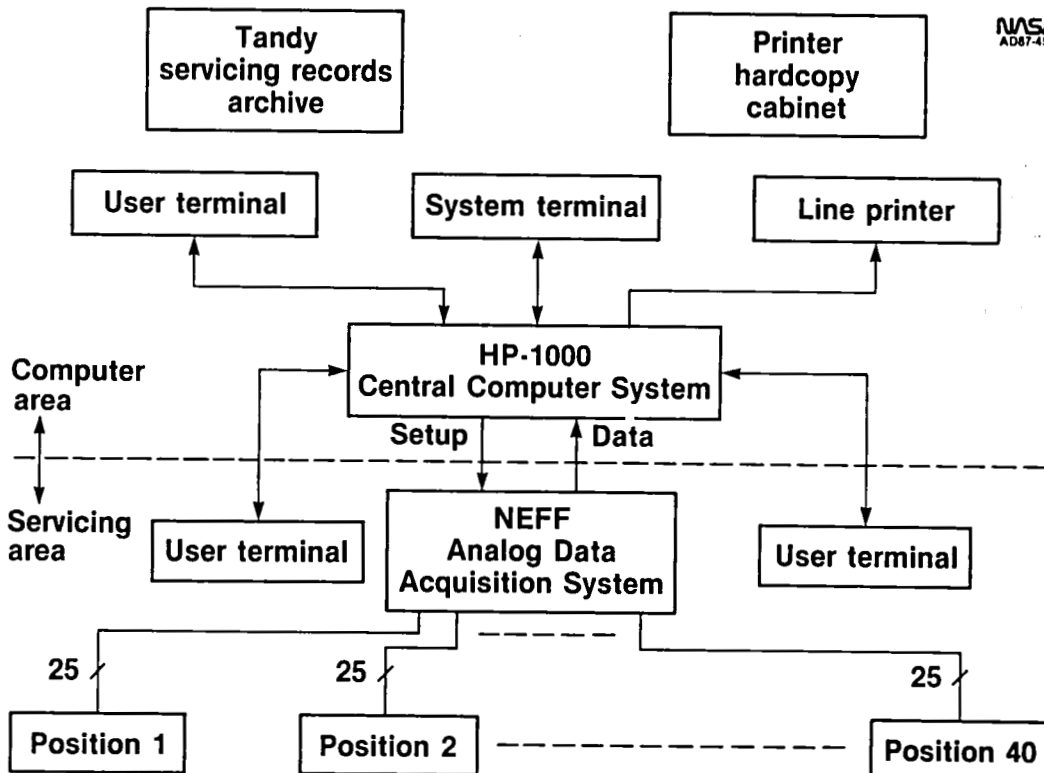 Tandy
servicing records
archive
Printer
hardcopy
cabinet
NASA
User terminal
System terminal
Line printer
HP-1000
Central Computer System
Computer
area
Setup
Data
Servicing
area
User terminal
NEFF
Analog Data
Acquisition System
User terminal
25
25
25
Position 1
Position 2
Position 40